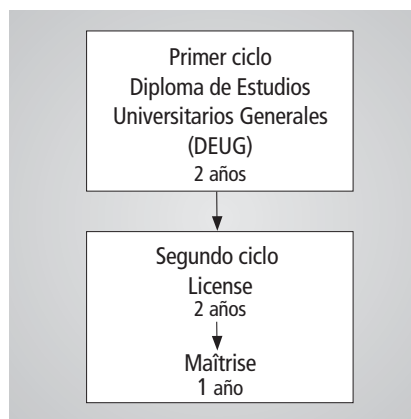 Primer ciclo
Diploma de Estudios
Universitarios Generales
(DEUG)
2 años
Segundo ciclo
License
2 años
Maîtrise
1 año